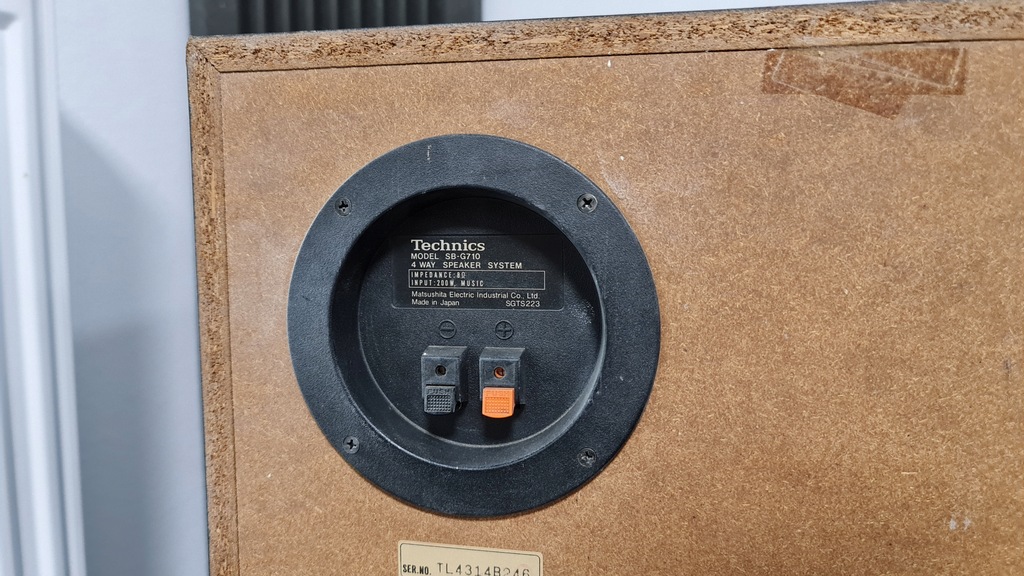 Technics
MODEL SB-G710
4 WAY SPEAKER SYSTEM
IMPEDANCE:8Ω
INPUT:200W, MUSIC
Matsushita Electric Industrial Co., Ltd.
Made in Japan SGTS223
⊖ ⊕
SER.NO. TL4314B246